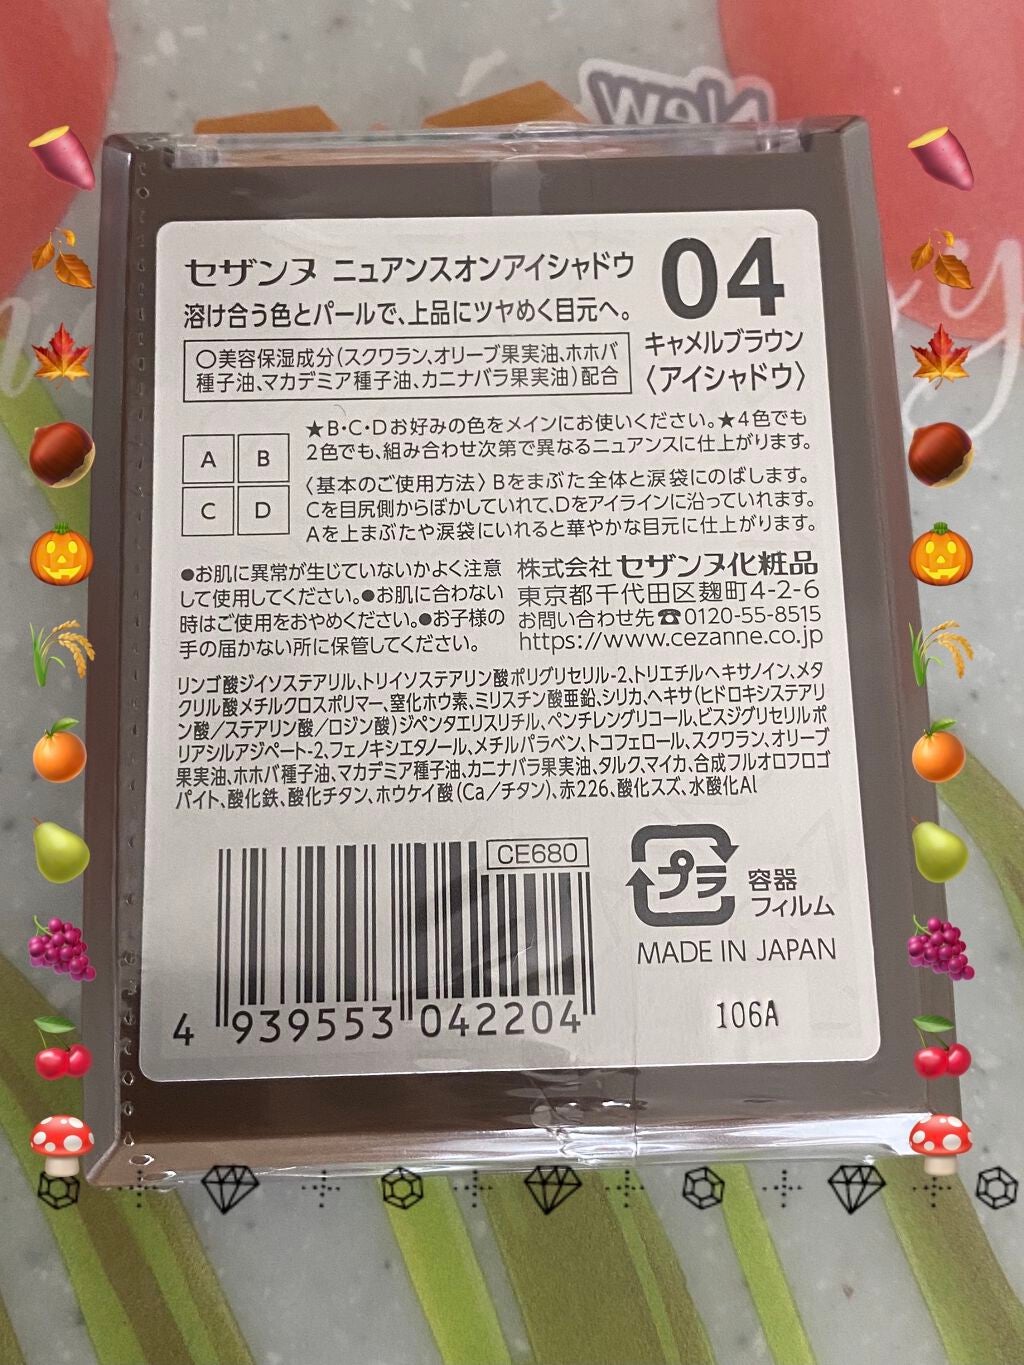 New
セザンヌ ニュアンスオンアイシャドウ
溶け合う色とパールで、上品にツヤめく目元へ。
04
キャメルブラウン
〈アイシャドウ〉
○美容保湿成分(スクワラン、オリーブ果実油、ホホバ
種子油、マカデミア種子油、カニナバラ果実油)配合
A B
C D
★B・C・Dお好みの色をメインにお使いください。★4色でも
2色でも、組み合わせ次第で異なるニュアンスに仕上がります。
〈基本のご使用方法〉Bをまぶた全体と涙袋にのばします。
Cを目尻側からぼかしていれて、Dをアイラインに沿っていれます。
Aを上まぶたや涙袋にいれると華やかな目元に仕上がります。
●お肌に異常が生じていないかよく注意
して使用してください。●お肌に合わない
時はご使用をおやめください。●お子様の
手の届かない所に保管してください。
株式会社 セザンヌ化粧品
東京都千代田区麹町4-2-6
お問い合わせ先☎0120-55-8515
https://www.cezanne.co.jp
リンゴ酸ジイソステアリル、トリイソステアリン酸ポリグリセリル-2、トリエチルヘキサノイン、メタ
クリル酸メチルクロスポリマー、窒化ホウ素、ミリスチン酸亜鉛、シリカ、ヘキサ(ヒドロキシステアリ
ン酸/ステアリン酸/ロジン酸)ジペンタエリスリチル、ペンチレングリコール、ビスジグリセリルポ
リアシルアジペート-2、フェノキシエタノール、メチルパラベン、トコフェロール、スクワラン、オリーブ
果実油、ホホバ種子油、マカデミア種子油、カニナバラ果実油、タルク、マイカ、合成フルオロフロゴ
パイト、酸化鉄、酸化チタン、ホウケイ酸(Ca/チタン)、赤226、酸化スズ、水酸化Al
CE680
4 939553 042204
プラ
容器
フィルム
MADE IN JAPAN
106A